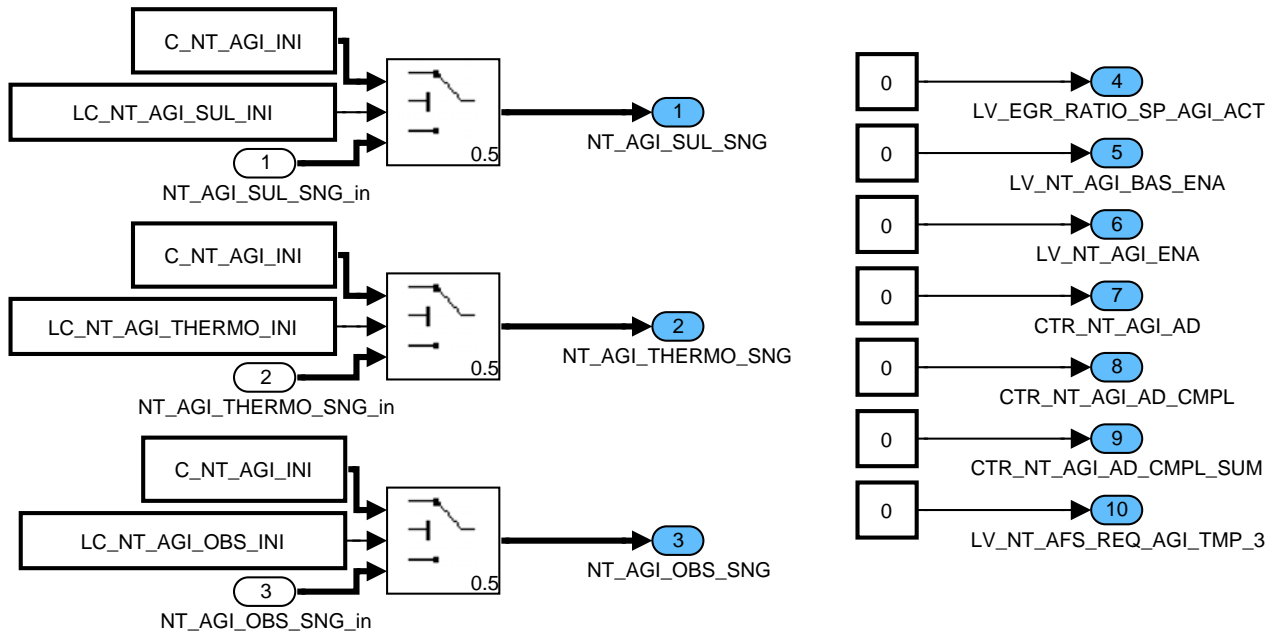 C_NT_AGI_INI
LC_NT_AGI_SUL_INI
1
NT_AGI_SUL_SNG_in
0.5
1
NT_AGI_SUL_SNG
C_NT_AGI_INI
LC_NT_AGI_THERMO_INI
2
NT_AGI_THERMO_SNG_in
0.5
2
NT_AGI_THERMO_SNG
C_NT_AGI_INI
LC_NT_AGI_OBS_INI
3
NT_AGI_OBS_SNG_in
0.5
3
NT_AGI_OBS_SNG
0
4
LV_EGR_RATIO_SP_AGI_ACT
0
5
LV_NT_AGI_BAS_ENA
0
6
LV_NT_AGI_ENA
0
7
CTR_NT_AGI_AD
0
8
CTR_NT_AGI_AD_CMPL
0
9
CTR_NT_AGI_AD_CMPL_SUM
0
10
LV_NT_AFS_REQ_AGI_TMP_3